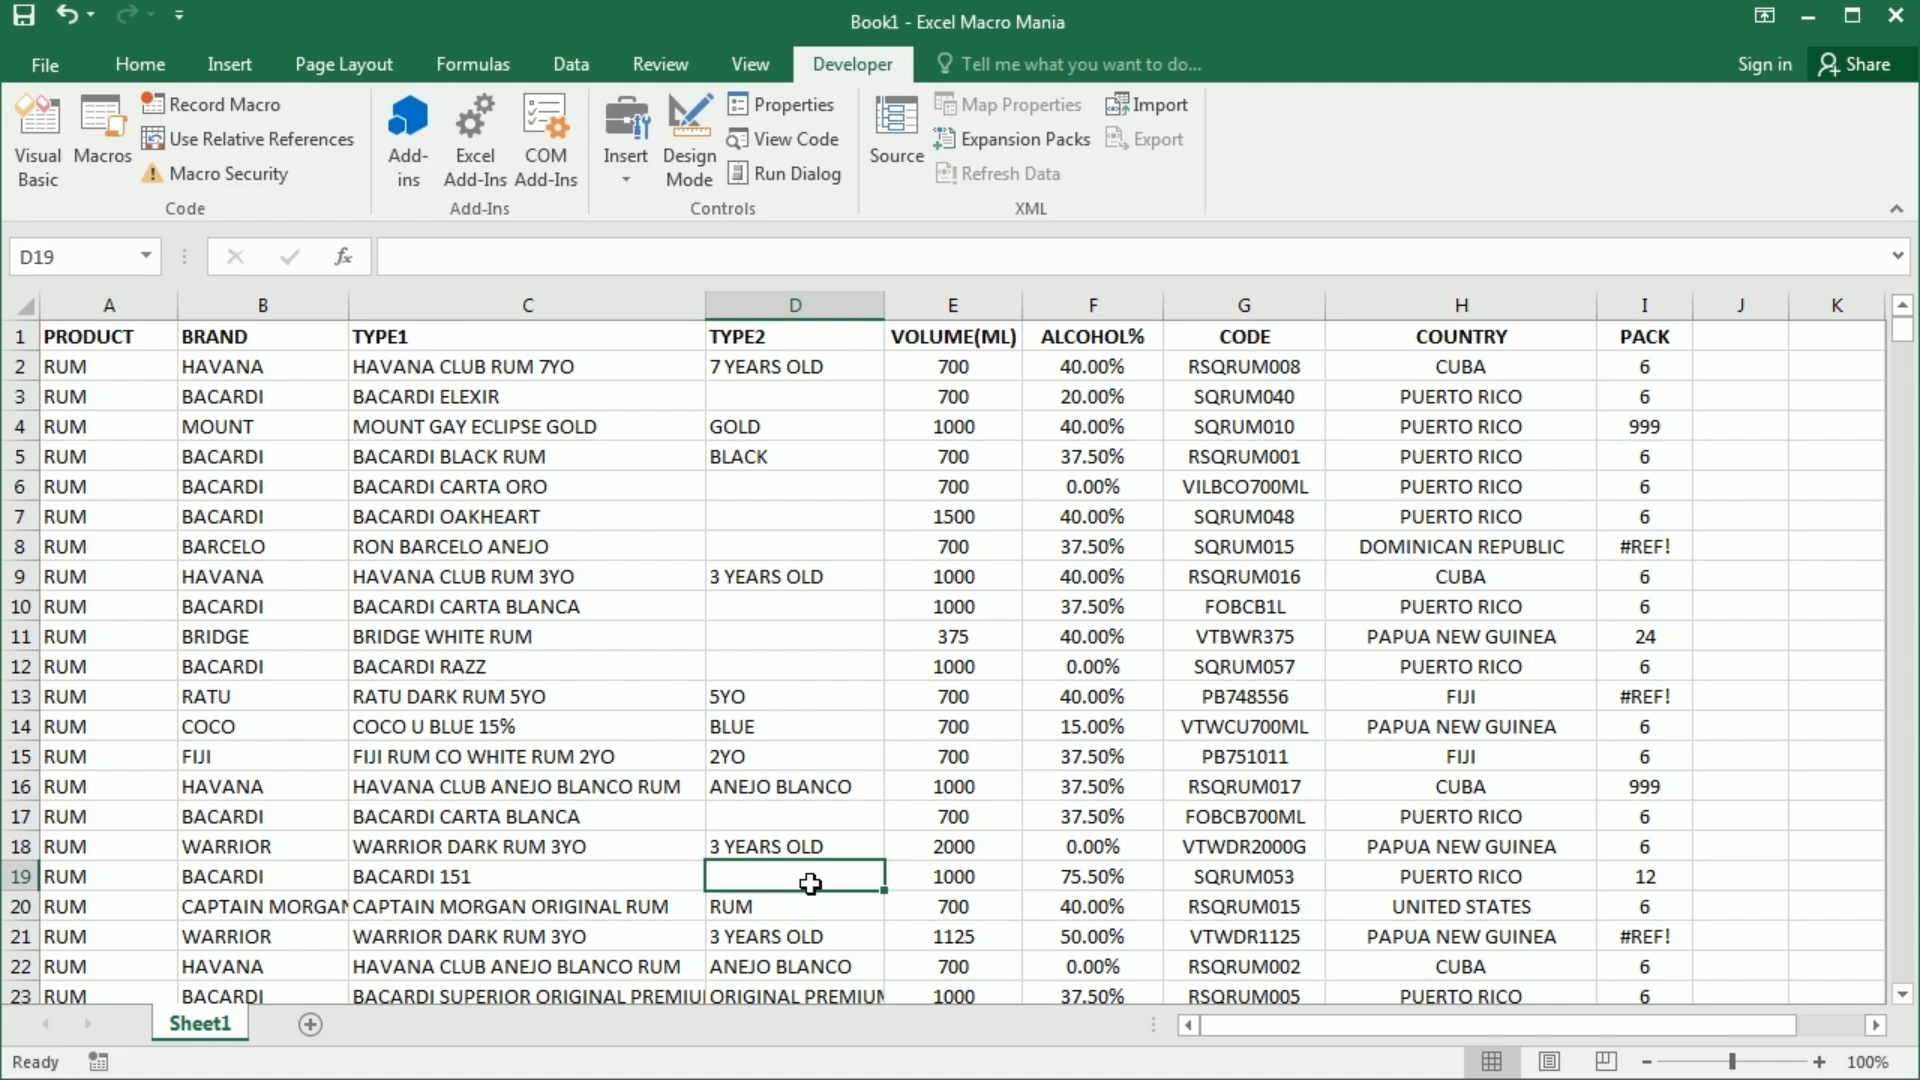 Book1 - Excel Macro Mania
File Home Insert Page Layout Formulas Data Review View Developer Tell me what you want to do... Sign in Share
Visual Basic
Macros
Record Macro
Use Relative References
Macro Security
Code
Add-ins
Excel Add-Ins
COM Add-Ins
Add-Ins
Insert
Design Mode
Properties
View Code
Run Dialog
Controls
Source
Map Properties
Expansion Packs
Refresh Data
Import
Export
XML
D19 fx
A B C D E F G H I J K
1 PRODUCT BRAND TYPE1 TYPE2 VOLUME(ML) ALCOHOL% CODE COUNTRY PACK
2 RUM HAVANA HAVANA CLUB RUM 7YO 7 YEARS OLD 700 40.00% RSQRUM008 CUBA 6
3 RUM BACARDI BACARDI ELEXIR 700 20.00% SQRUM040 PUERTO RICO 6
4 RUM MOUNT MOUNT GAY ECLIPSE GOLD GOLD 1000 40.00% SQRUM010 PUERTO RICO 999
5 RUM BACARDI BACARDI BLACK RUM BLACK 700 37.50% RSQRUM001 PUERTO RICO 6
6 RUM BACARDI BACARDI CARTA ORO 700 0.00% VILBCO700ML PUERTO RICO 6
7 RUM BACARDI BACARDI OAKHEART 1500 40.00% SQRUM048 PUERTO RICO 6
8 RUM BARCELO RON BARCELO ANEJO 700 37.50% SQRUM015 DOMINICAN REPUBLIC #REF!
9 RUM HAVANA HAVANA CLUB RUM 3YO 3 YEARS OLD 1000 40.00% RSQRUM016 CUBA 6
10 RUM BACARDI BACARDI CARTA BLANCA 1000 37.50% FOBCB1L PUERTO RICO 6
11 RUM BRIDGE BRIDGE WHITE RUM 375 40.00% VTBWR375 PAPUA NEW GUINEA 24
12 RUM BACARDI BACARDI RAZZ 1000 0.00% SQRUM057 PUERTO RICO 6
13 RUM RATU RATU DARK RUM 5YO 5YO 700 40.00% PB748556 FIJI #REF!
14 RUM COCO COCO U BLUE 15% BLUE 700 15.00% VTWCU700ML PAPUA NEW GUINEA 6
15 RUM FIJI FIJI RUM CO WHITE RUM 2YO 2YO 700 37.50% PB751011 FIJI 6
16 RUM HAVANA HAVANA CLUB ANEJO BLANCO RUM ANEJO BLANCO 1000 37.50% RSQRUM017 CUBA 999
17 RUM BACARDI BACARDI CARTA BLANCA 700 37.50% FOBCB700ML PUERTO RICO 6
18 RUM WARRIOR WARRIOR DARK RUM 3YO 3 YEARS OLD 2000 0.00% VTWDR2000G PAPUA NEW GUINEA 6
19 RUM BACARDI BACARDI 151 1000 75.50% SQRUM053 PUERTO RICO 12
20 RUM CAPTAIN MORGAN CAPTAIN MORGAN ORIGINAL RUM RUM 700 40.00% RSQRUM015 UNITED STATES 6
21 RUM WARRIOR WARRIOR DARK RUM 3YO 3 YEARS OLD 1125 50.00% VTWDR1125 PAPUA NEW GUINEA #REF!
22 RUM HAVANA HAVANA CLUB ANEJO BLANCO RUM ANEJO BLANCO 700 0.00% RSQRUM002 CUBA 6
23 RUM BACARDI BACARDI SUPERIOR ORIGINAL PREMIU ORIGINAL PREMIUM 1000 37.50% RSQRUM005 PUERTO RICO 6
Sheet1
Ready 100%